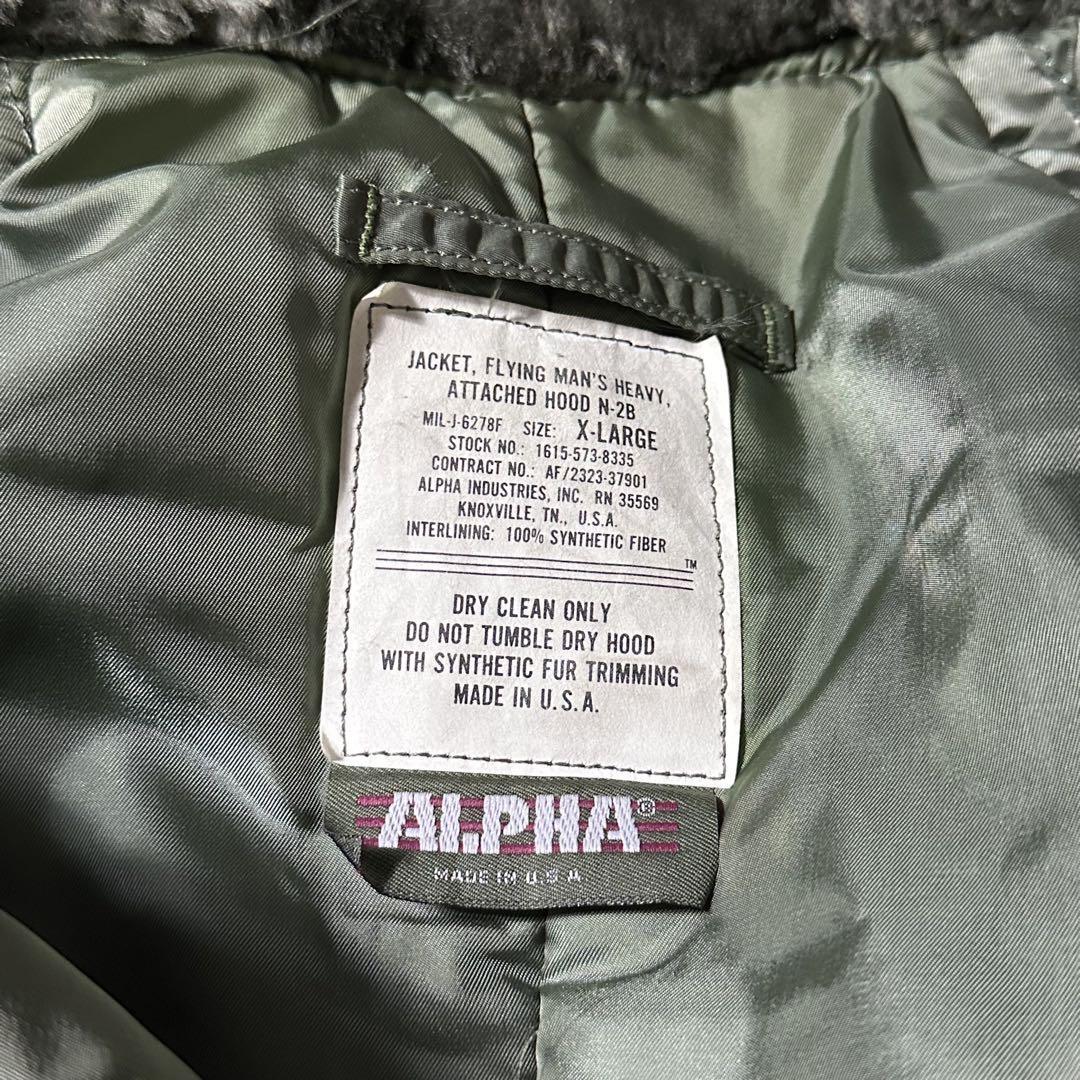 JACKET, FLYING MAN'S HEAVY,
ATTACHED HOOD N-2B
MIL-J-6278F SIZE: X-LARGE
STOCK NO.: 1615-573-8335
CONTRACT NO.: AF/2323-37901
ALPHA INDUSTRIES, INC. RN 35569
KNOXVILLE, TN., U.S.A.
INTERLINING: 100% SYNTHETIC FIBER
TM
DRY CLEAN ONLY
DO NOT TUMBLE DRY HOOD
WITH SYNTHETIC FUR TRIMMING
MADE IN U.S.A.
ALPHA®
MADE IN U.S.A.